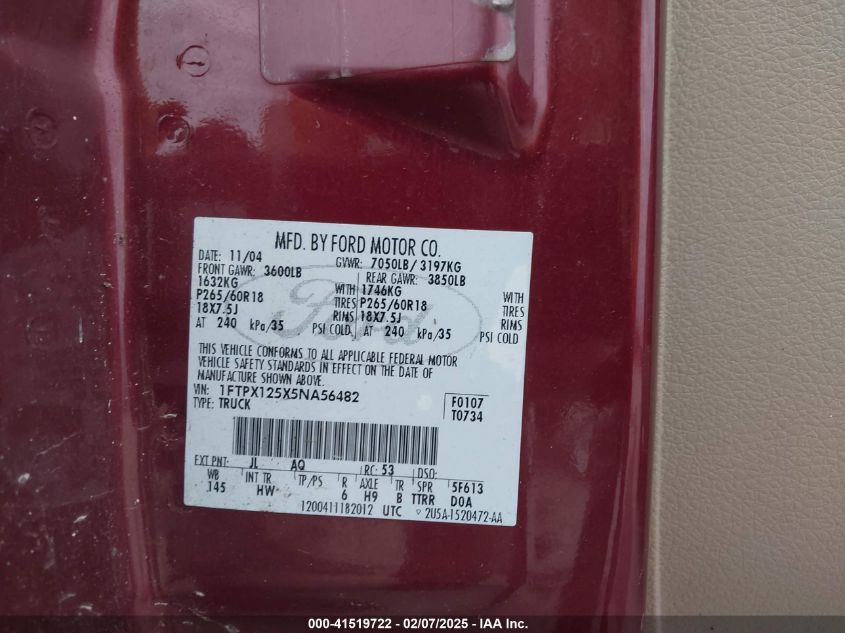 MFD. BY FORD MOTOR CO.
DATE: 11/04 GVWR: 7050LB/ 3197KG
FRONT GAWR: 3600LB REAR GAWR: 3850LB
1632KG WITH 1746KG WITH
P265/60R18 TIRES P265/60R18 TIRES
18X7.5J RIMS 18X7.5J RIMS
AT 240 kPa/35 PSI COLD AT 240 kPa/35 PSI COLD
THIS VEHICLE CONFORMS TO ALL APPLICABLE FEDERAL MOTOR
VEHICLE SAFETY STANDARDS IN EFFECT ON THE DATE OF
MANUFACTURE SHOWN ABOVE.
VIN: 1FTPX125X5NA56482 F0107
TYPE: TRUCK T0734
EXT PNT: JL AQ RC: 53 DSO:
WB INT TR TP/PS R AXLE TR SPR 5F613
145 HW 6 H9 B TTRR DOA
1200411182012 UTC 2U5A-1520472-AA
Ford
000-41519722 - 02/07/2025 - IAA Inc.